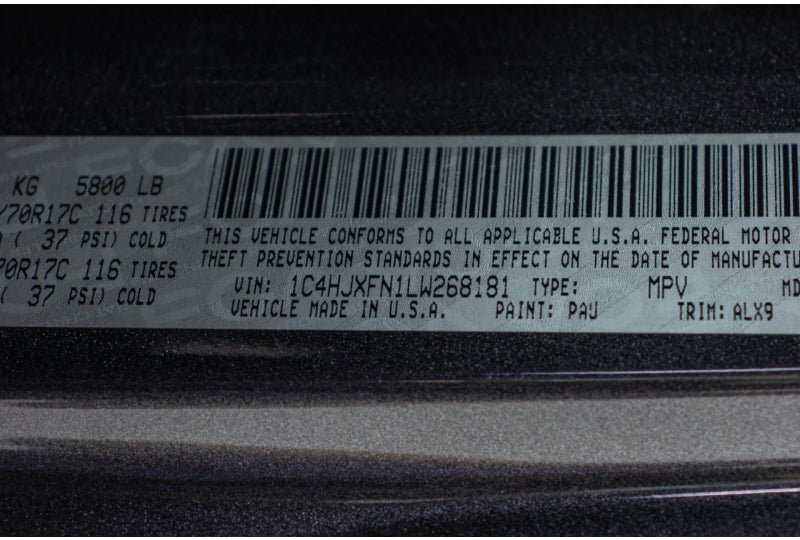 KG 5800 LB
/70R17C 116 TIRES
( 37 PSI) COLD
70R17C 116 TIRES
( 37 PSI) COLD
THIS VEHICLE CONFORMS TO ALL APPLICABLE U.S.A. FEDERAL MOTOR
THEFT PREVENTION STANDARDS IN EFFECT ON THE DATE OF MANUFACTU
VIN: 1C4HJXFN1LW268181 TYPE: MPV MD
VEHICLE MADE IN U.S.A. PAINT: PAU TRIM: ALX9